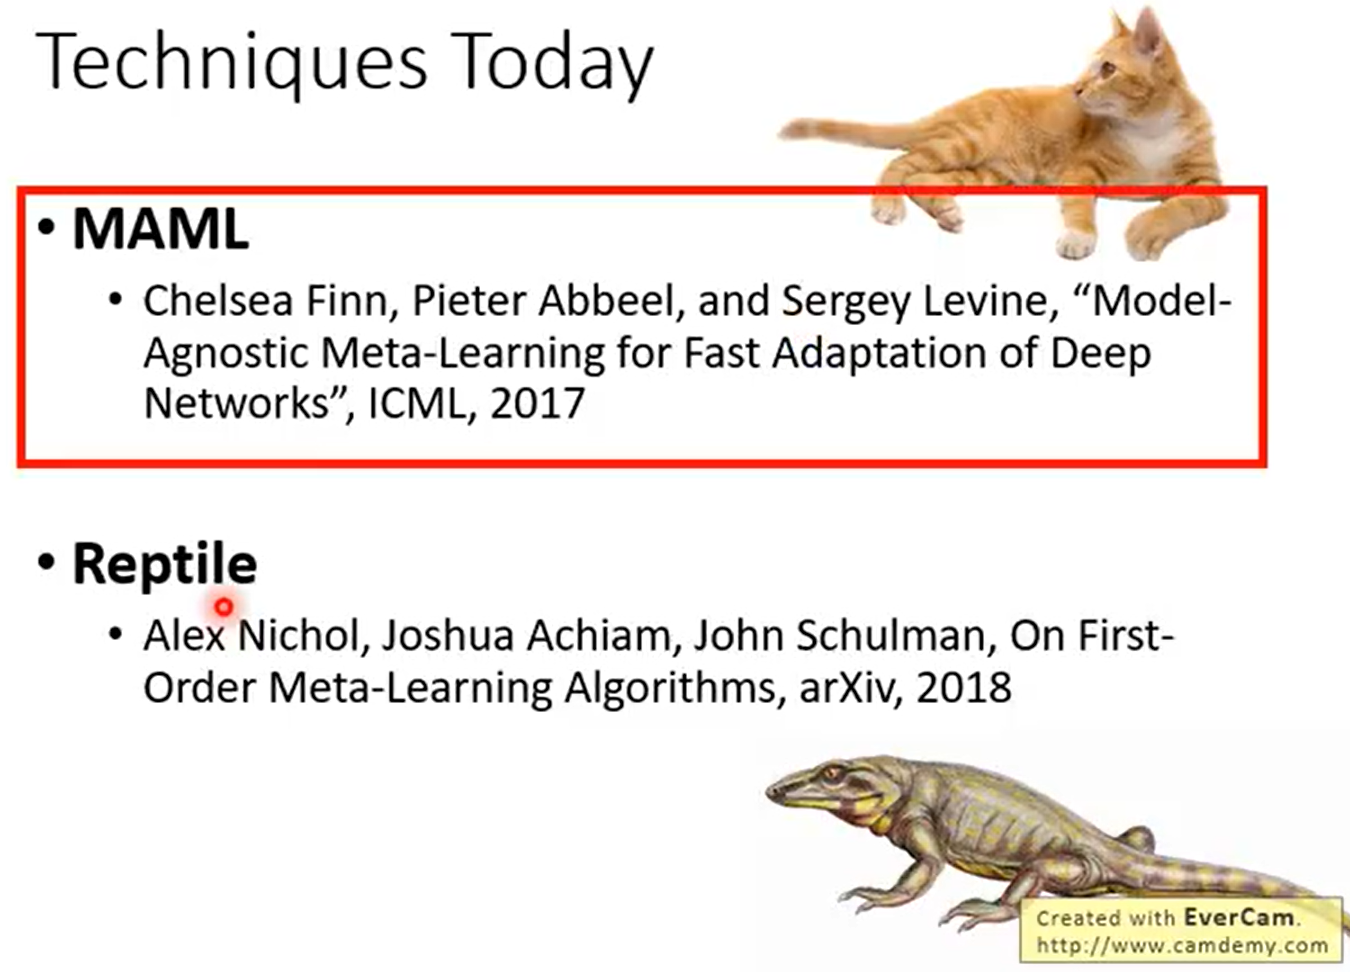 Techniques Today
• MAML
• Chelsea Finn, Pieter Abbeel, and Sergey Levine, “Model-
Agnostic Meta-Learning for Fast Adaptation of Deep
Networks”, ICML, 2017
• Reptile
• Alex Nichol, Joshua Achiam, John Schulman, On First-
Order Meta-Learning Algorithms, arXiv, 2018
Created with EverCam.
http://www.camdemy.com